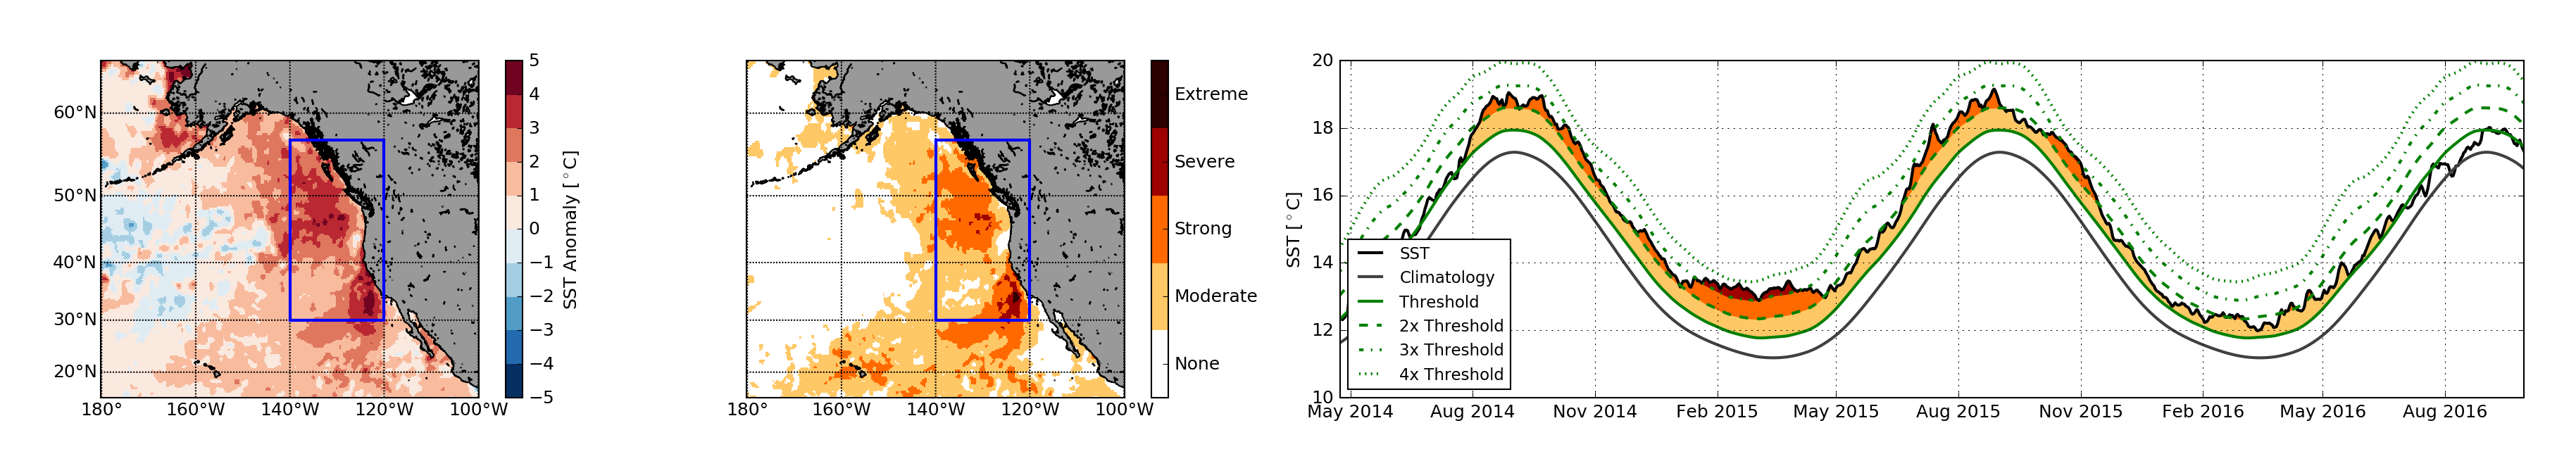 60°N
50°N
40°N
30°N
20°N
180°
160°W
140°W
120°W
100°W
5
4
3
2
1
0
−1
−2
−3
−4
−5
SST Anomaly [°C]
180°
160°W
140°W
120°W
100°W
Extreme
Severe
Strong
Moderate
None
20
18
16
14
12
10
SST [°C]
SST
Climatology
Threshold
2x Threshold
3x Threshold
4x Threshold
May 2014
Aug 2014
Nov 2014
Feb 2015
May 2015
Aug 2015
Nov 2015
Feb 2016
May 2016
Aug 2016